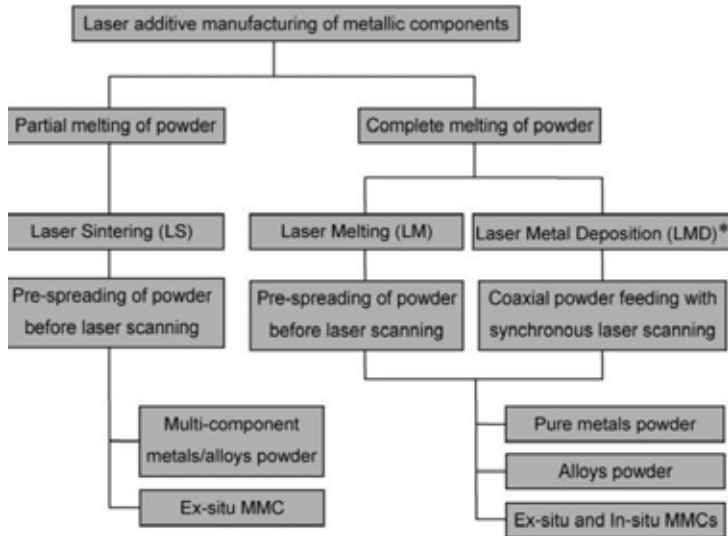 Laser additive manufacturing of metallic components
Partial melting of powder
Complete melting of powder
Laser Sintering (LS)
Laser Melting (LM)
Laser Metal Deposition (LMD)*
Pre-spreading of powder
before laser scanning
Pre-spreading of powder
before laser scanning
Coaxial powder feeding with
synchronous laser scanning
Multi-component
metals/alloys powder
Ex-situ MMC
Pure metals powder
Alloys powder
Ex-situ and In-situ MMCs